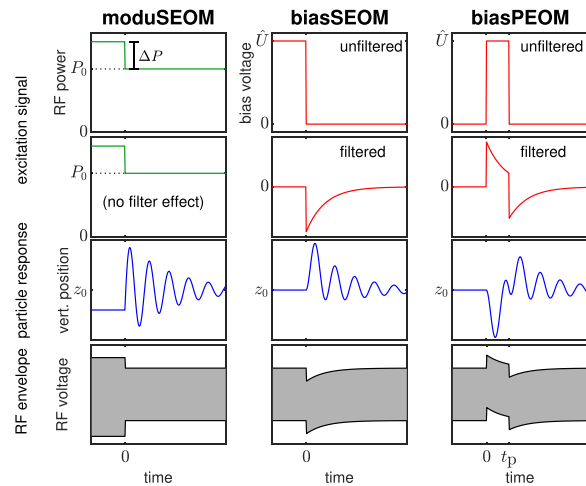 moduSEOM
biasSEOM
biasPEOM
excitation signal
RF power
P₀
ΔP
0
bias voltage
Û
unfiltered
0
Û
unfiltered
0
P₀
(no filter effect)
0
filtered
0
filtered
0
particle response
vert. position
z₀
z₀
z₀
RF envelope
RF voltage
0
time
0
time
0 tₚ
time